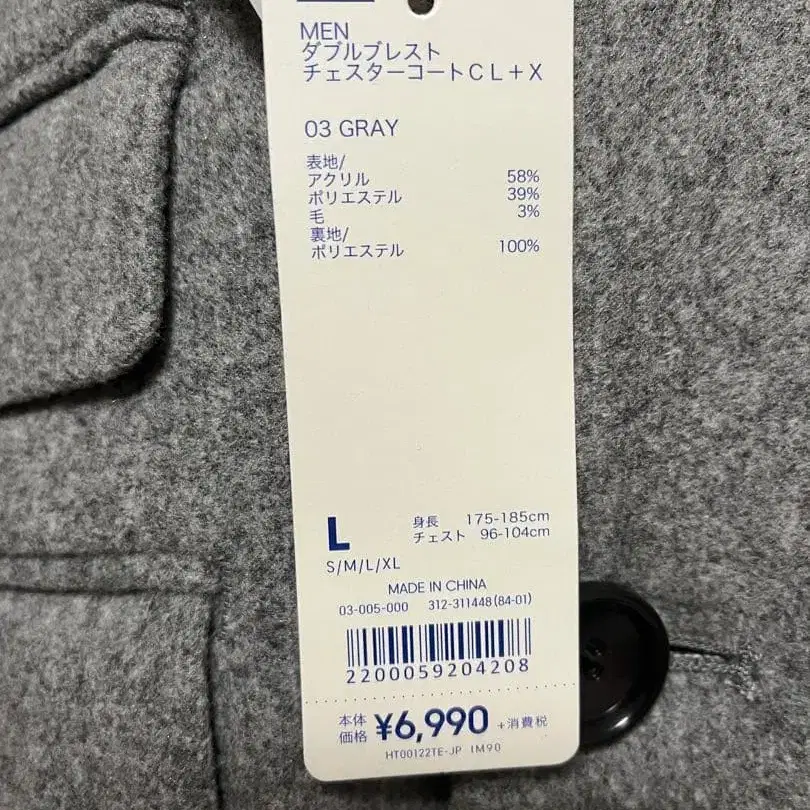 MEN
ダブルブレスト
チェスターコートＣＬ＋Ｘ
03 GRAY
表地/
アクリル 58%
ポリエステル 39%
毛 3%
裏地/
ポリエステル 100%
L 身長 175-185cm
チェスト 96-104cm
S/M/L/XL
MADE IN CHINA
03-005-000 312-311448(84-01)
2200059204208
本体価格 ¥6,990 +消費税
HT00122TE-JP IM90